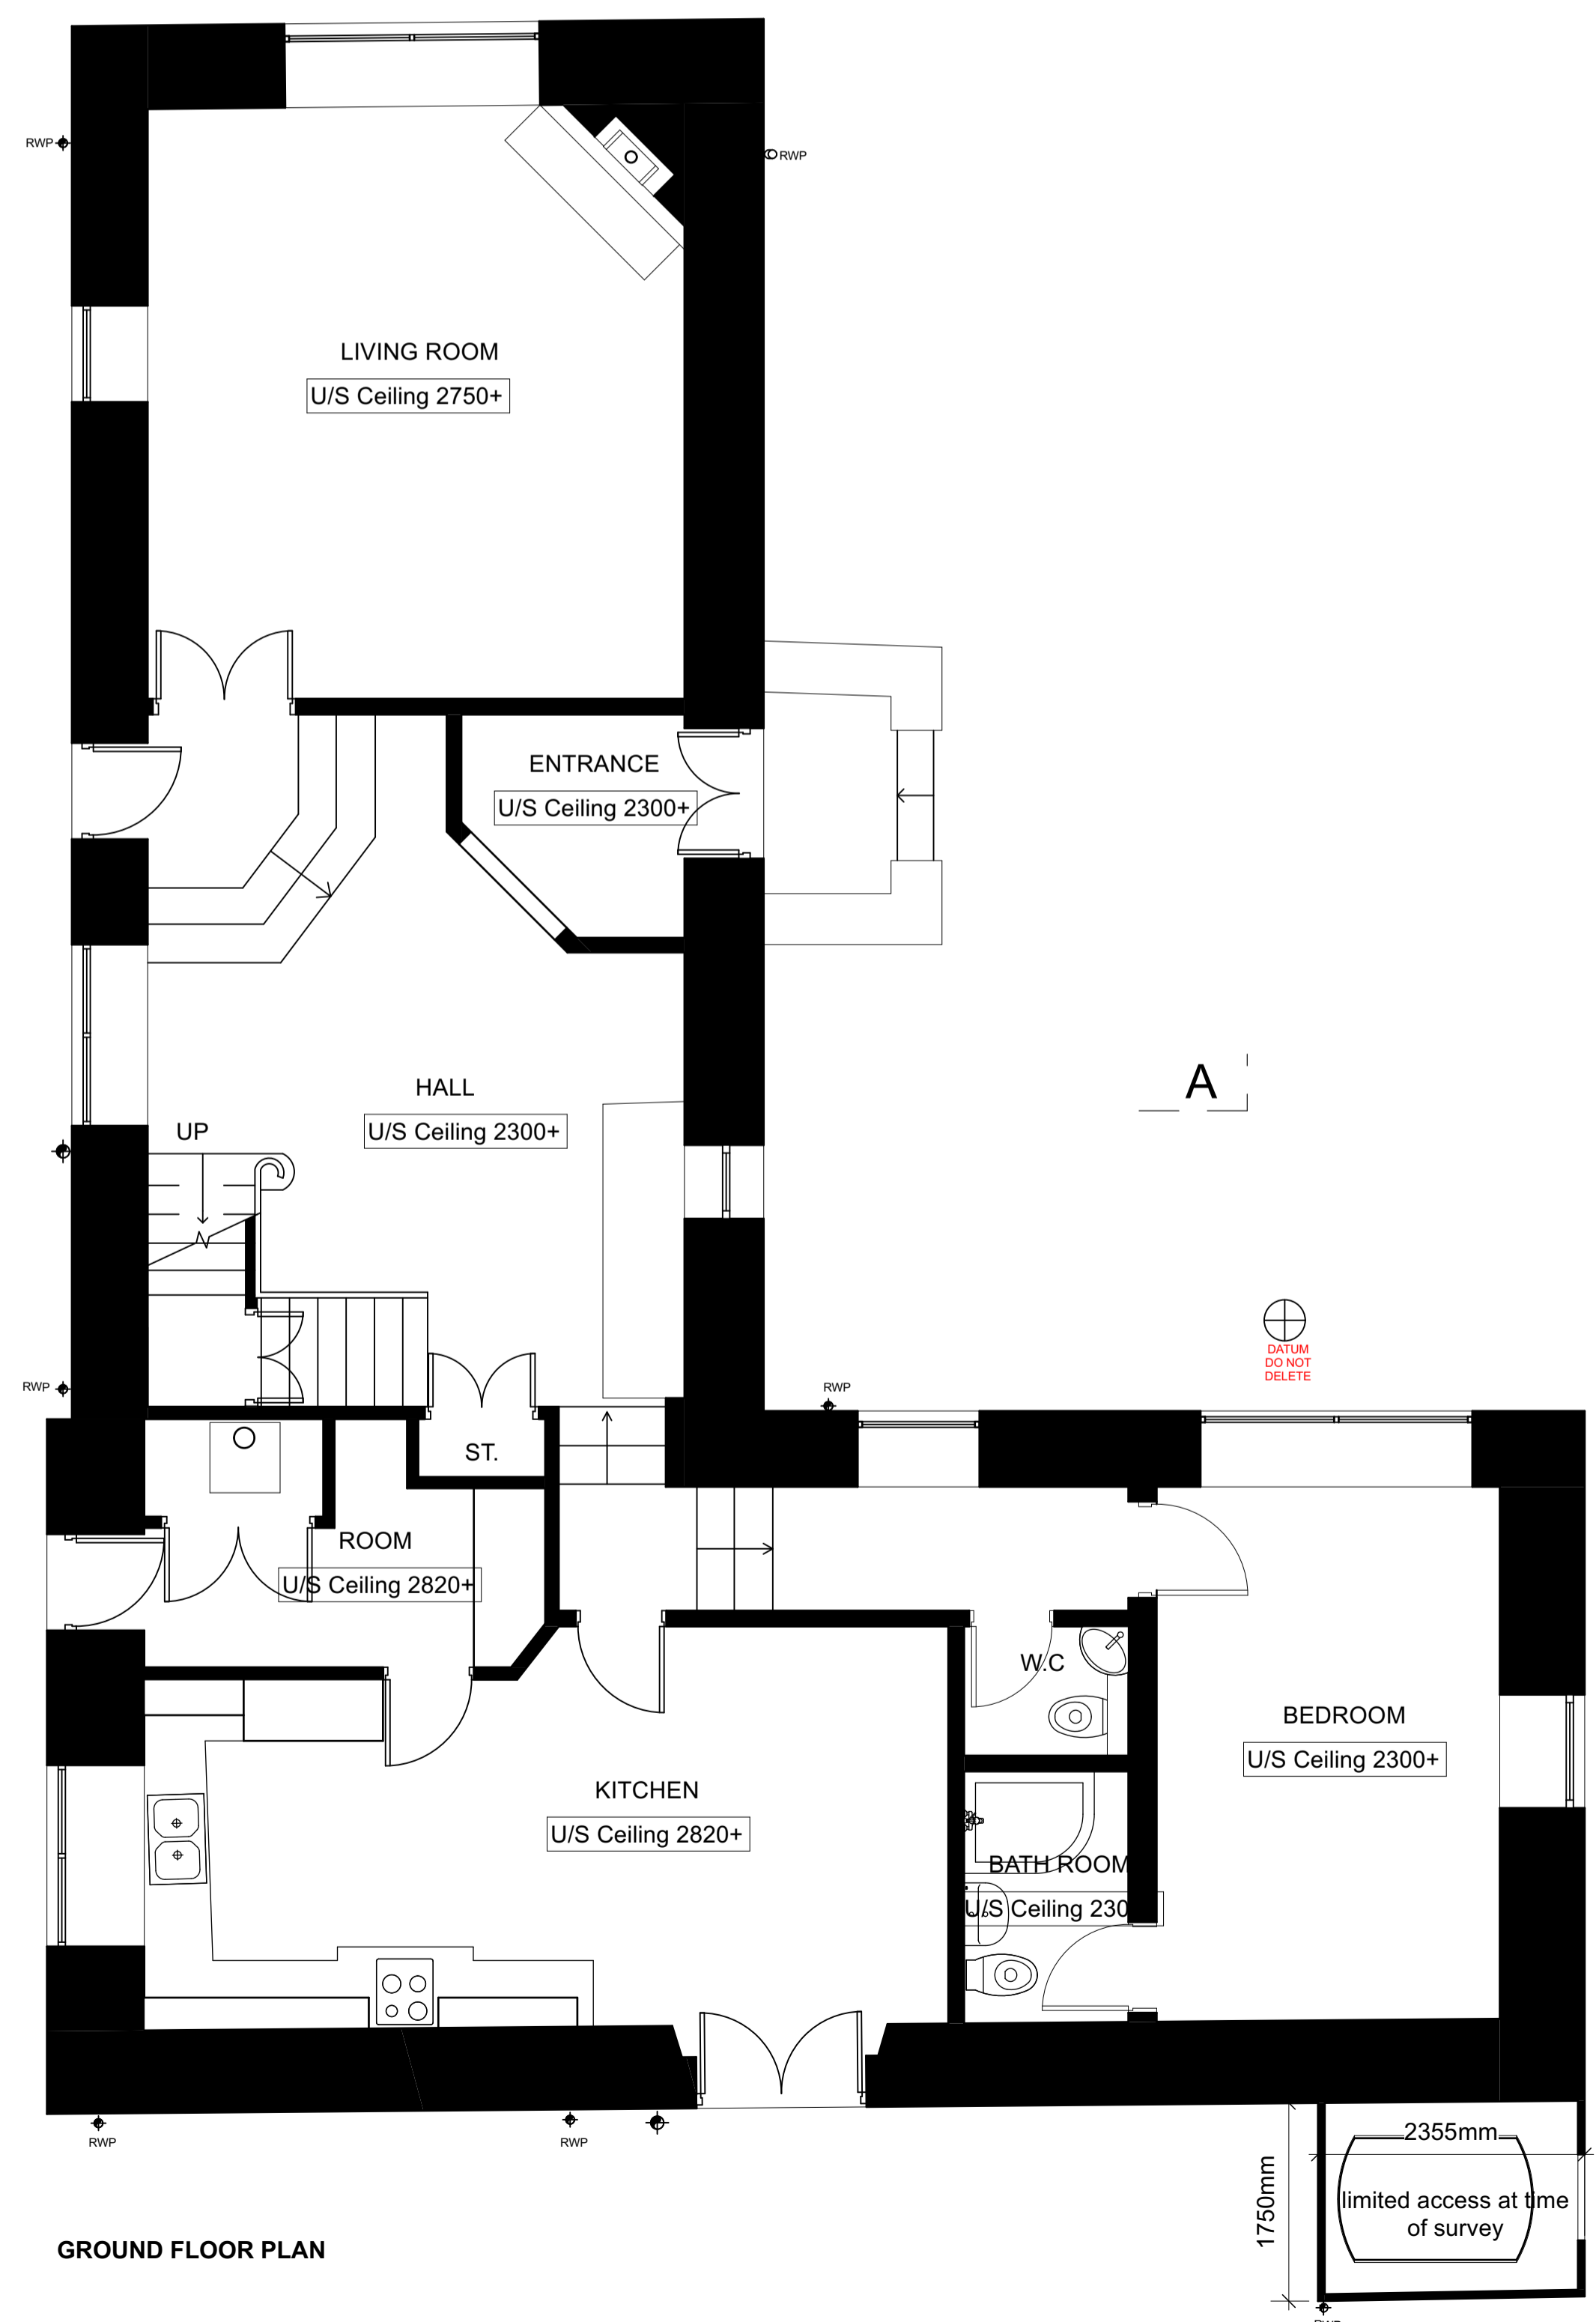 RWP
RWP
LIVING ROOM
U/S Ceiling 2750+
ENTRANCE
U/S Ceiling 2300+
A
HALL
U/S Ceiling 2300+
UP
DATUM
DO NOT
DELETE
RWP
RWP
ST.
ROOM
U/S Ceiling 2820+
W.C
BEDROOM
U/S Ceiling 2300+
KITCHEN
U/S Ceiling 2820+
BATH ROOM
U/S Ceiling 230
RWP
RWP
2355mm
1750mm
limited access at time
of survey
GROUND FLOOR PLAN